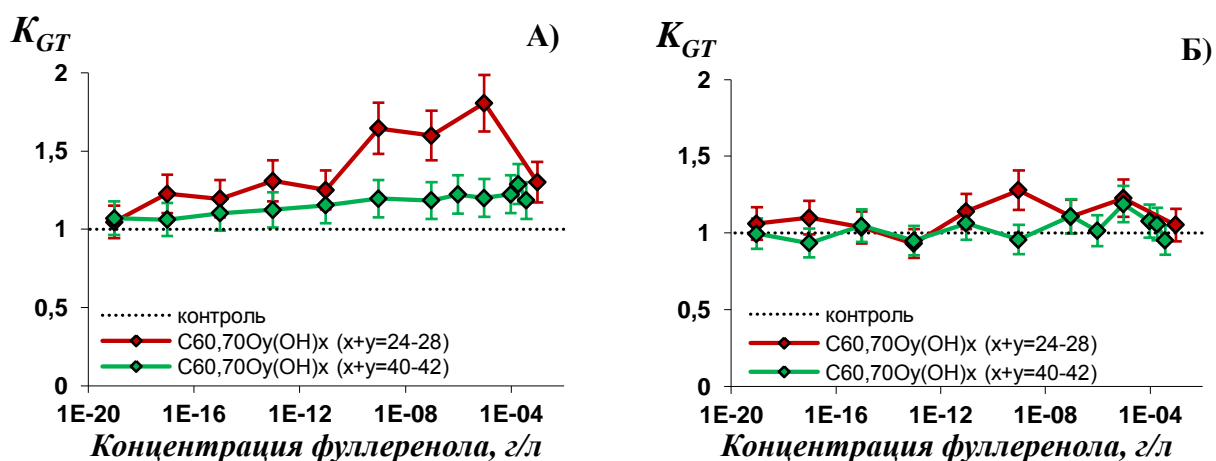 K_GT А)
2
1,5
1
0,5
0
контроль
C60,70Oy(OH)x (x+y=24-28)
C60,70Oy(OH)x (x+y=40-42)
1E-20 1E-16 1E-12 1E-08 1E-04
Концентрация фуллеренола, г/л
K_GT Б)
2
1,5
1
0,5
0
контроль
C60,70Oy(OH)x (x+y=24-28)
C60,70Oy(OH)x (x+y=40-42)
1E-20 1E-16 1E-12 1E-08 1E-04
Концентрация фуллеренола, г/л